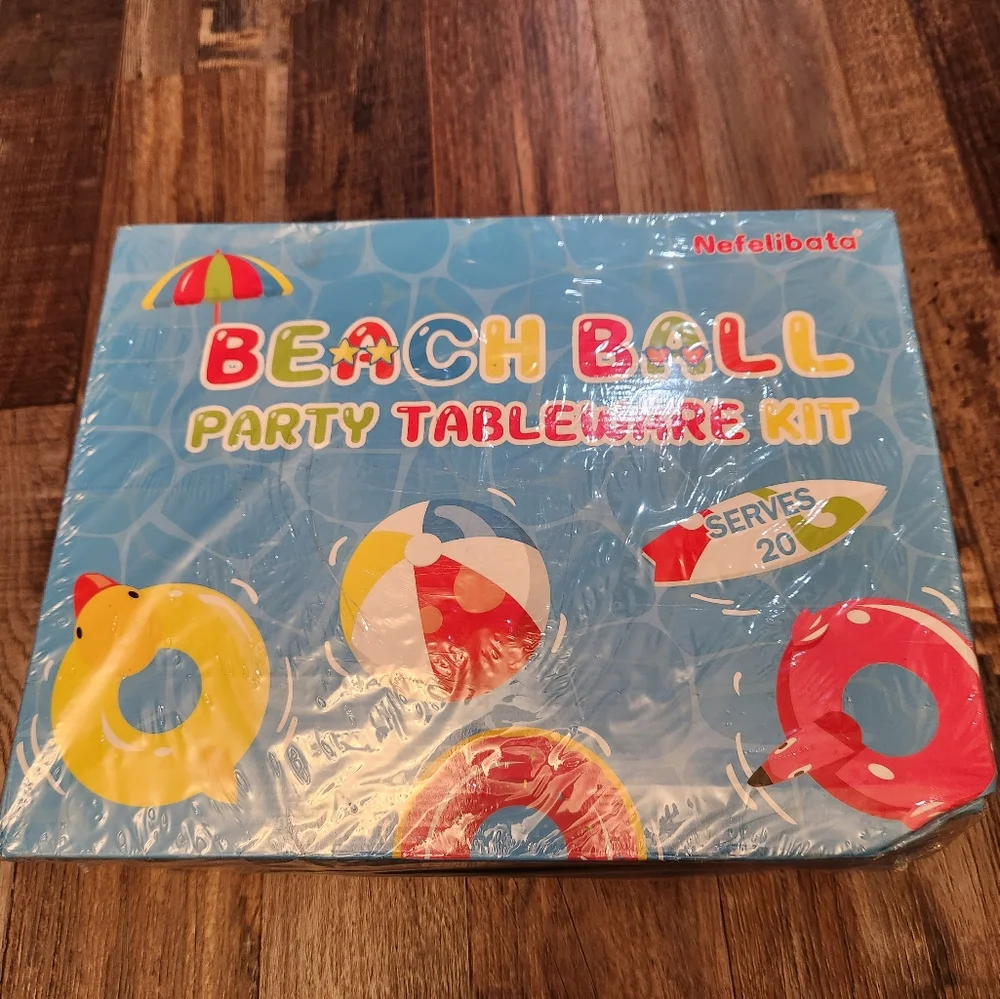 Nefelibata®
BEACH BALL
PARTY TABLEWARE KIT
SERVES
20